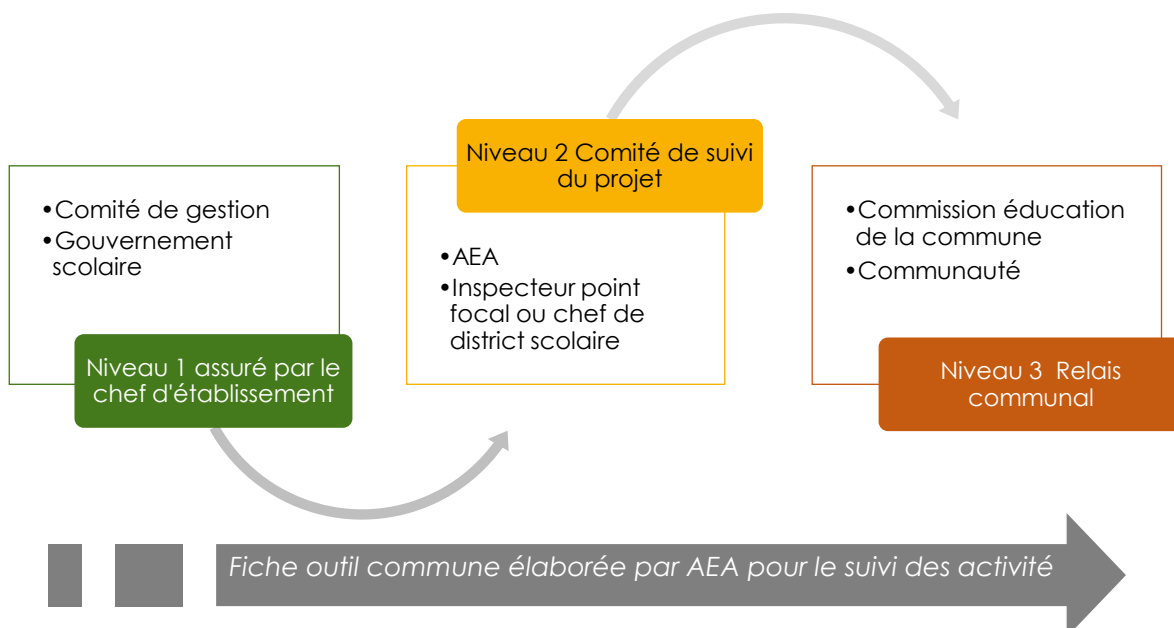 •Comité de gestion
•Gouvernement
scolaire
Niveau 1 assuré par le
chef d'établissement
Niveau 2 Comité de suivi
du projet
•AEA
•Inspecteur point
focal ou chef de
district scolaire
•Commission éducation
de la commune
•Communauté
Niveau 3 Relais
communal
Fiche outil commune élaborée par AEA pour le suivi des activité